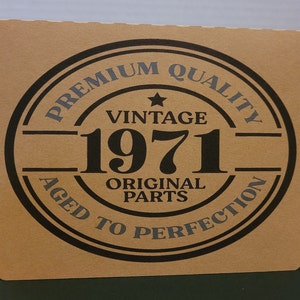 PREMIUM QUALITY
VINTAGE
1971
ORIGINAL
PARTS
AGED TO PERFECTION